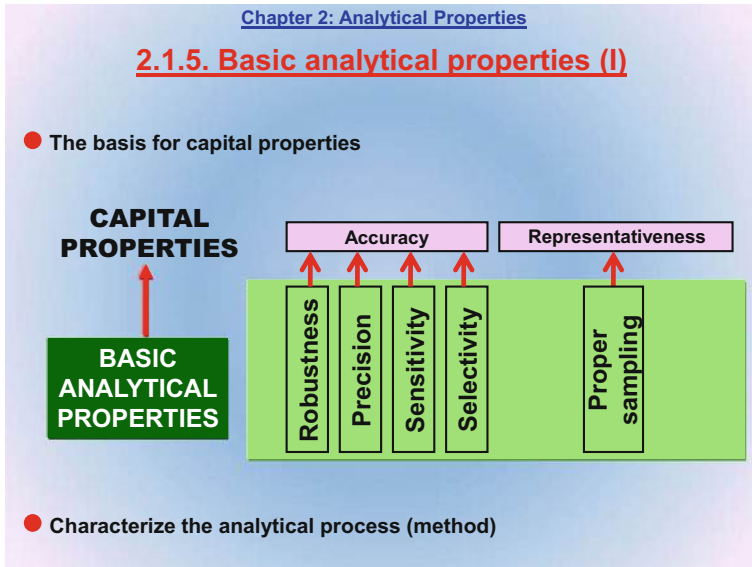 Chapter 2: Analytical Properties
2.1.5. Basic analytical properties (I)
The basis for capital properties
CAPITAL
PROPERTIES
Accuracy
Representativeness
BASIC
ANALYTICAL
PROPERTIES
Robustness
Precision
Sensitivity
Selectivity
Proper
sampling
Characterize the analytical process (method)